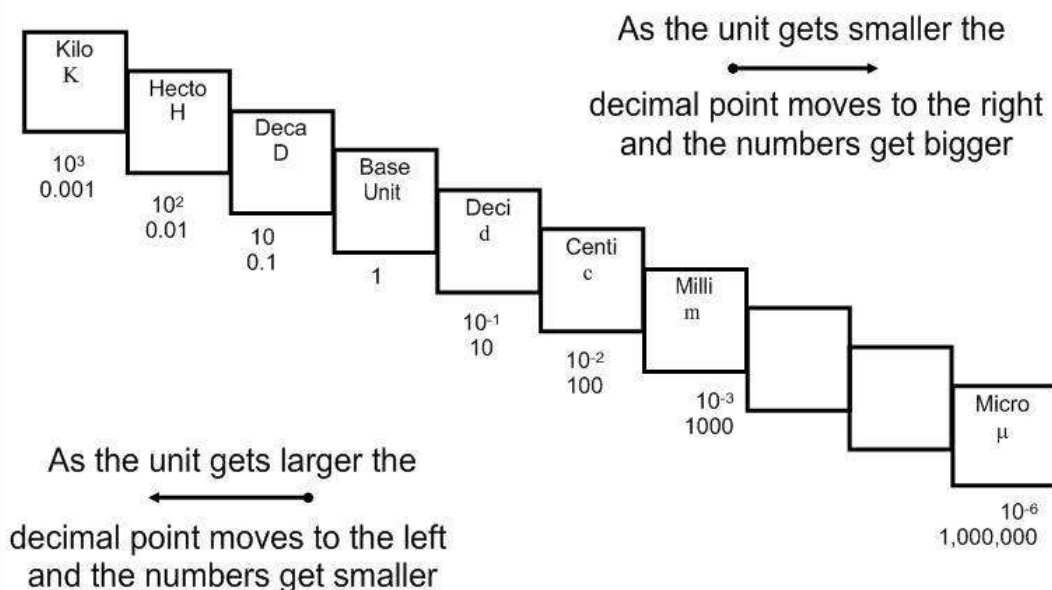 As the unit gets smaller the
decimal point moves to the right
and the numbers get bigger
Kilo
K
10³
0.001
Hecto
H
10²
0.01
Deca
D
10
0.1
Base
Unit
1
Deci
d
10⁻¹
10
Centi
c
10⁻²
100
Milli
m
10⁻³
1000
Micro
μ
10⁻⁶
1,000,000
As the unit gets larger the
decimal point moves to the left
and the numbers get smaller